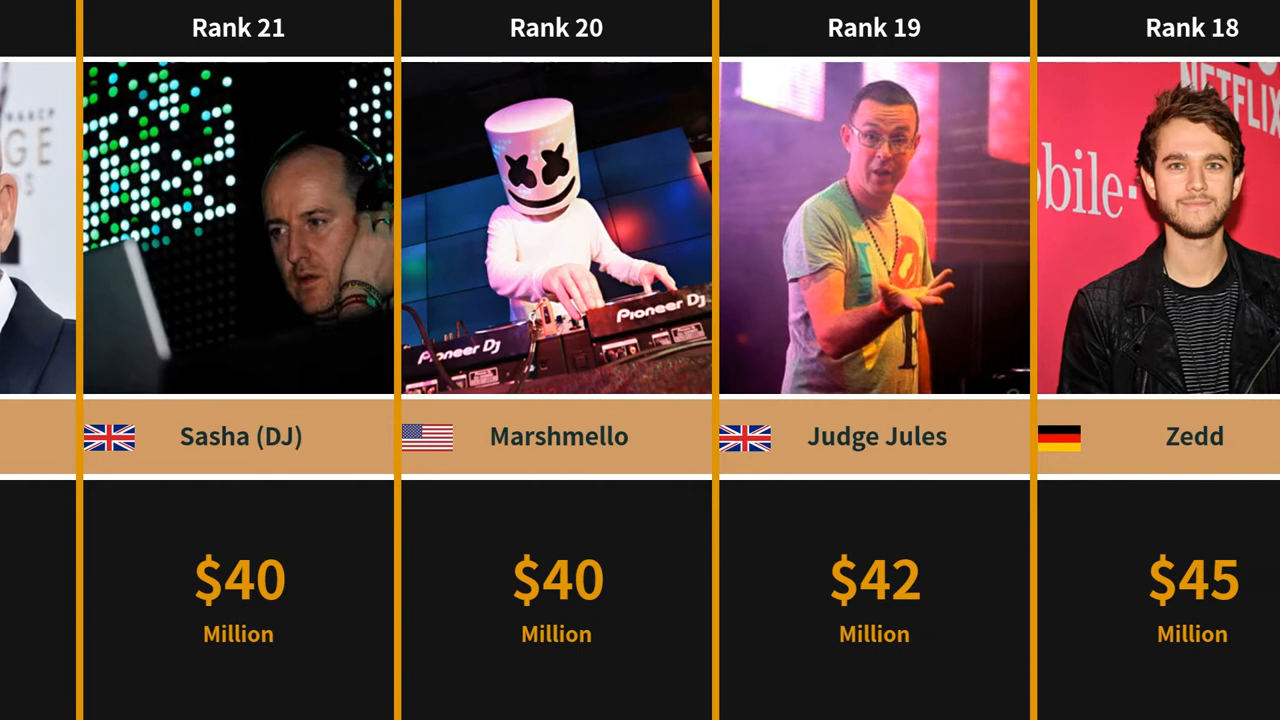 Rank 21
Rank 20
Rank 19
Rank 18
NETFLIX
bile
Pioneer Dj
Pioneer Dj
Sasha (DJ)
Marshmello
Judge Jules
Zedd
$40
Million
$40
Million
$42
Million
$45
Million